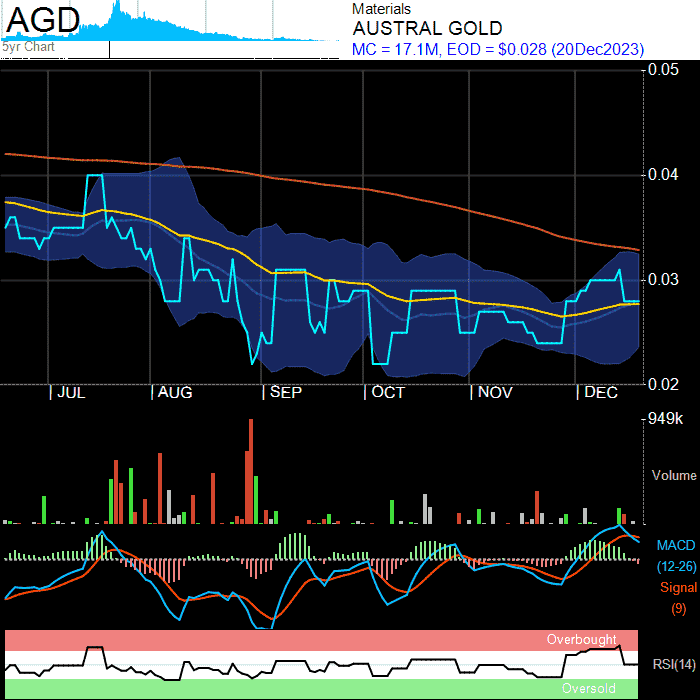 AGD
5yr Chart
Materials
AUSTRAL GOLD
MC = 17.1M, EOD = $0.028 (20Dec2023)
0.05
0.04
0.03
0.02
JUL
AUG
SEP
OCT
NOV
DEC
949k
Volume
MACD
(12-26)
Signal
(9)
Overbought
RSI(14)
Oversold